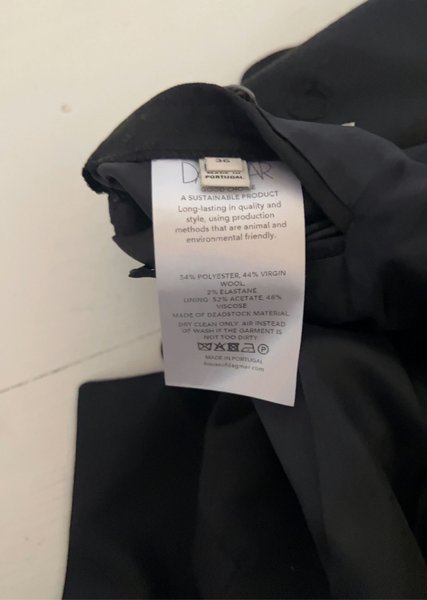 36
MADE IN
PORTUGAL
A SUSTAINABLE PRODUCT
Long-lasting in quality and
style, using production
methods that are animal and
environmental friendly.
54% POLYESTER, 44% VIRGIN
WOOL,
2% ELASTANE
LINING: 52% ACETATE, 48%
VISCOSE
MADE OF DEADSTOCK MATERIAL
DRY CLEAN ONLY. AIR INSTEAD
OF WASH IF THE GARMENT IS
NOT TOO DIRTY.
MADE IN PORTUGAL
houseofdagmar.com